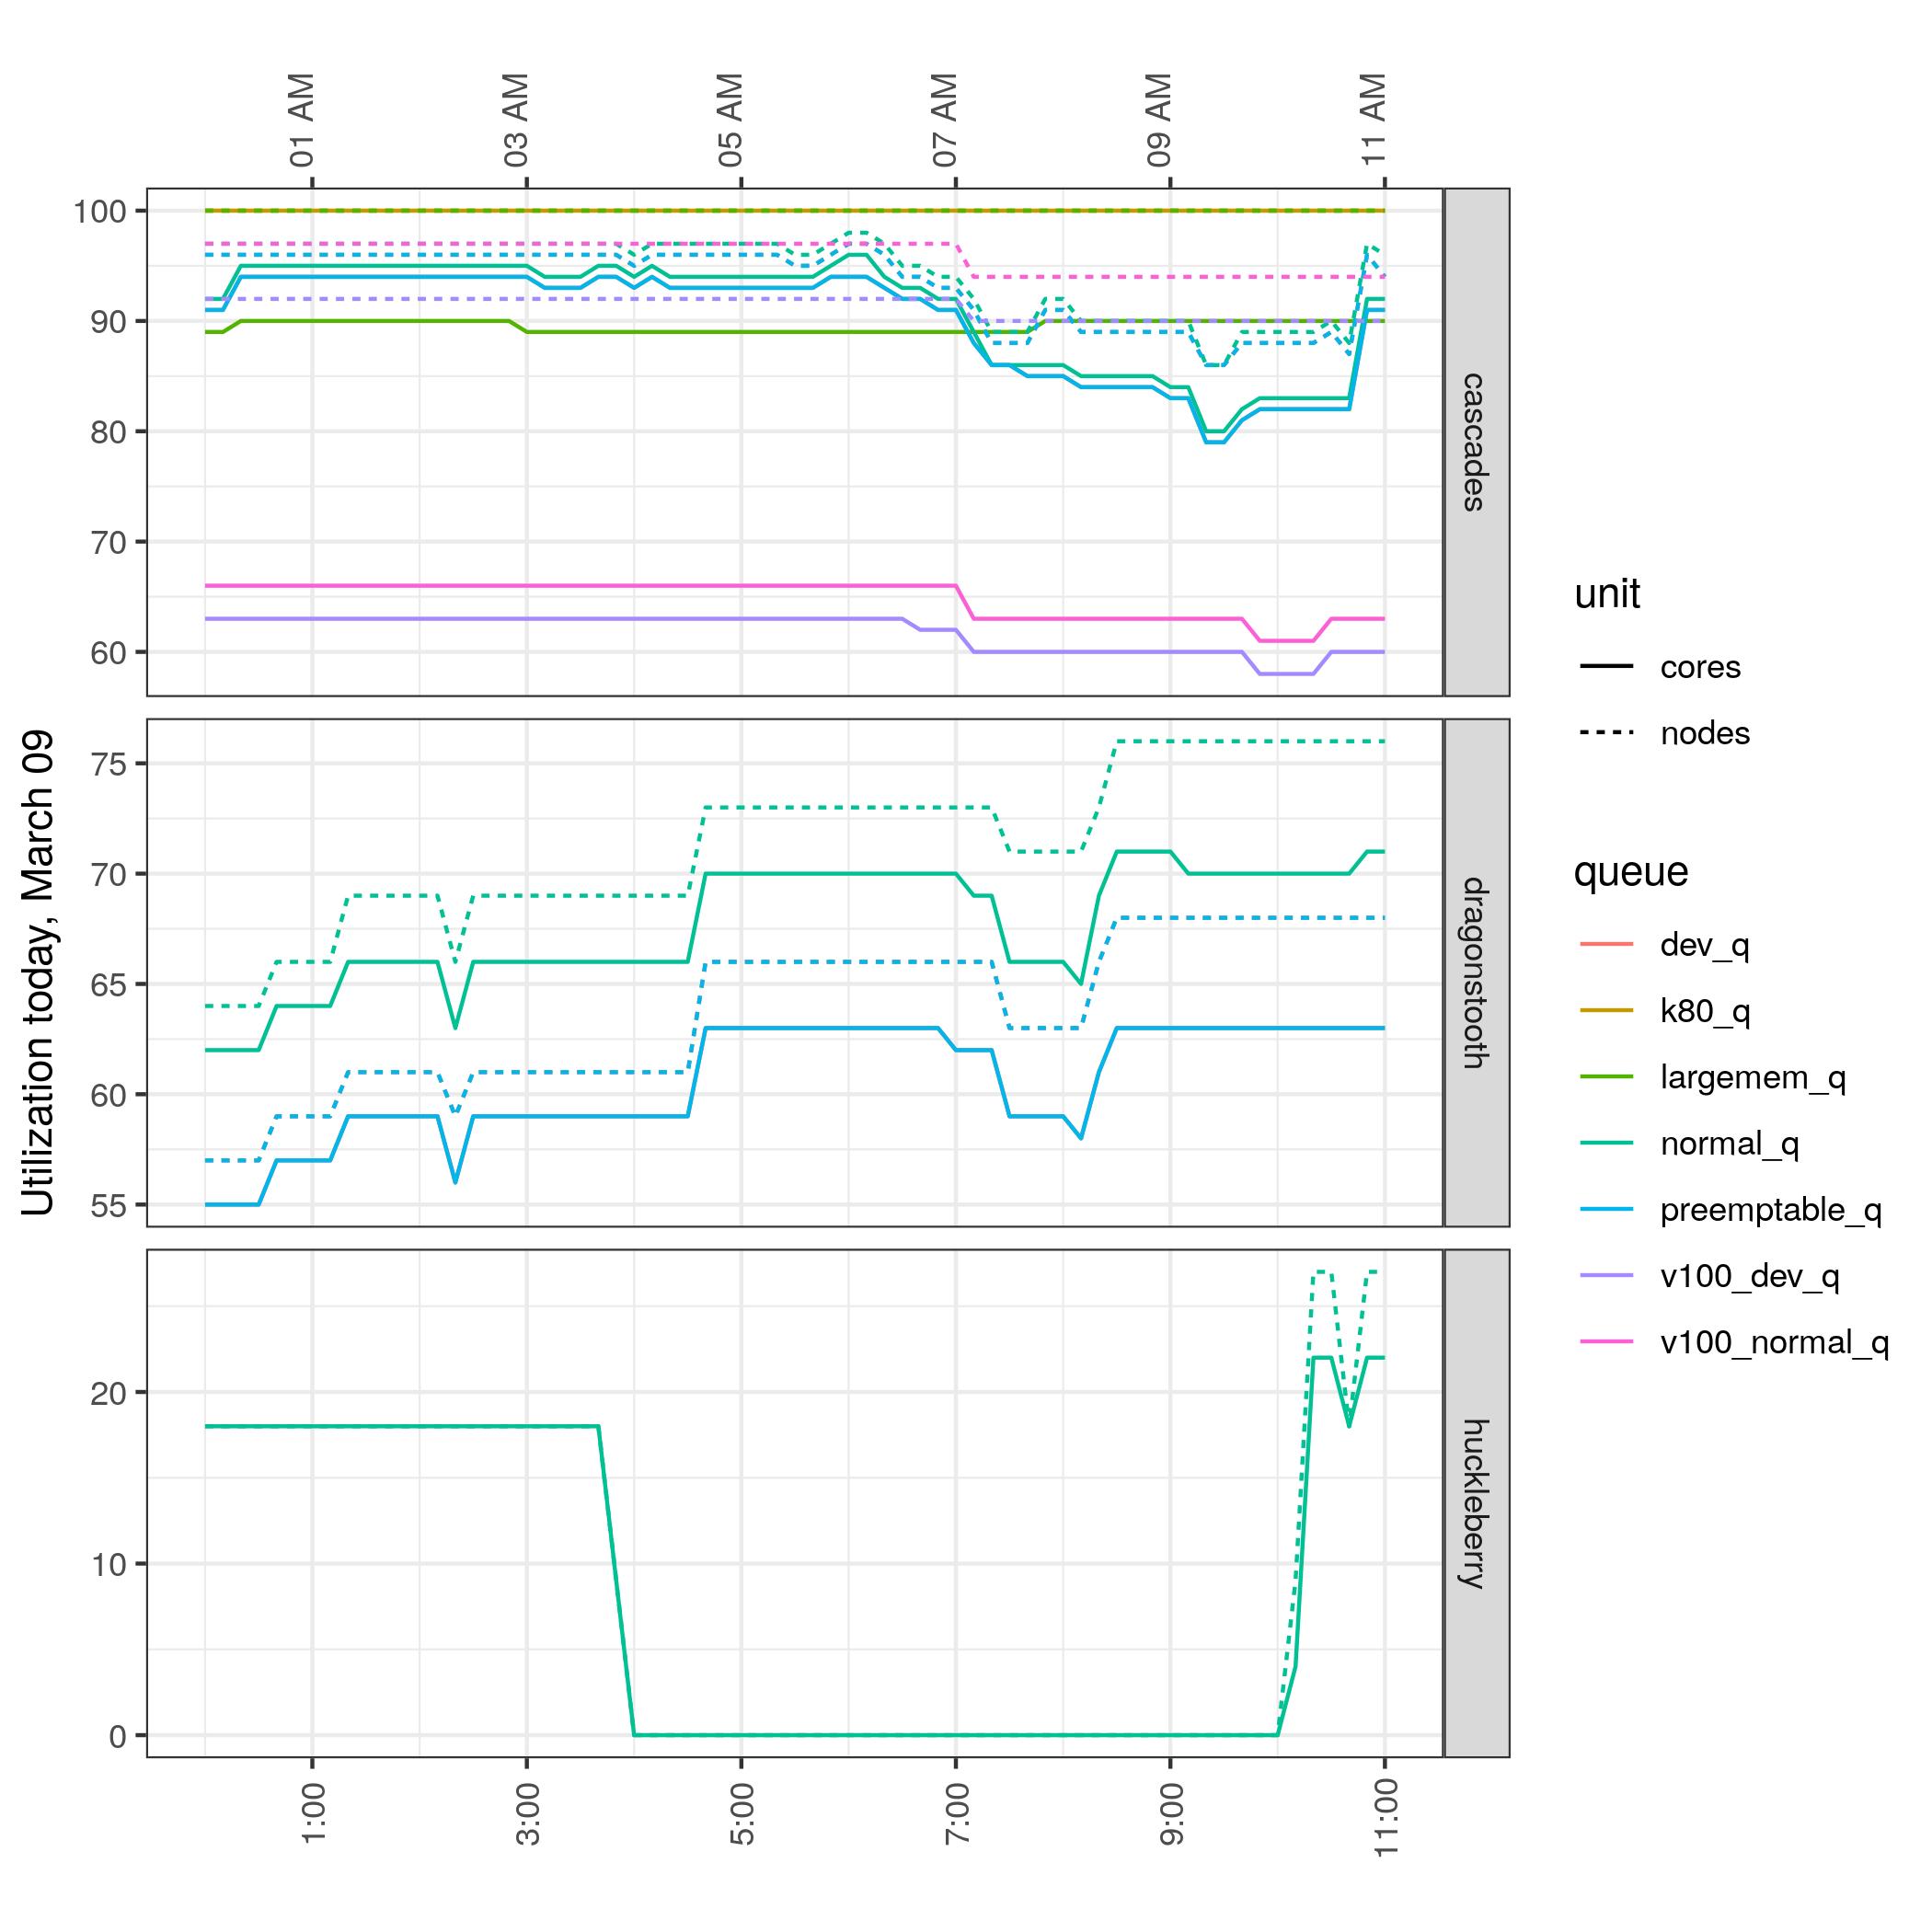 01 AM
03 AM
05 AM
07 AM
09 AM
11 AM
Utilization today, March 09
100
90
80
70
60
cascades
75
70
65
60
55
dragonstooth
20
10
0
huckleberry
1:00
3:00
5:00
7:00
9:00
11:00
unit
cores
nodes
queue
dev_q
k80_q
largemem_q
normal_q
preemptable_q
v100_dev_q
v100_normal_q